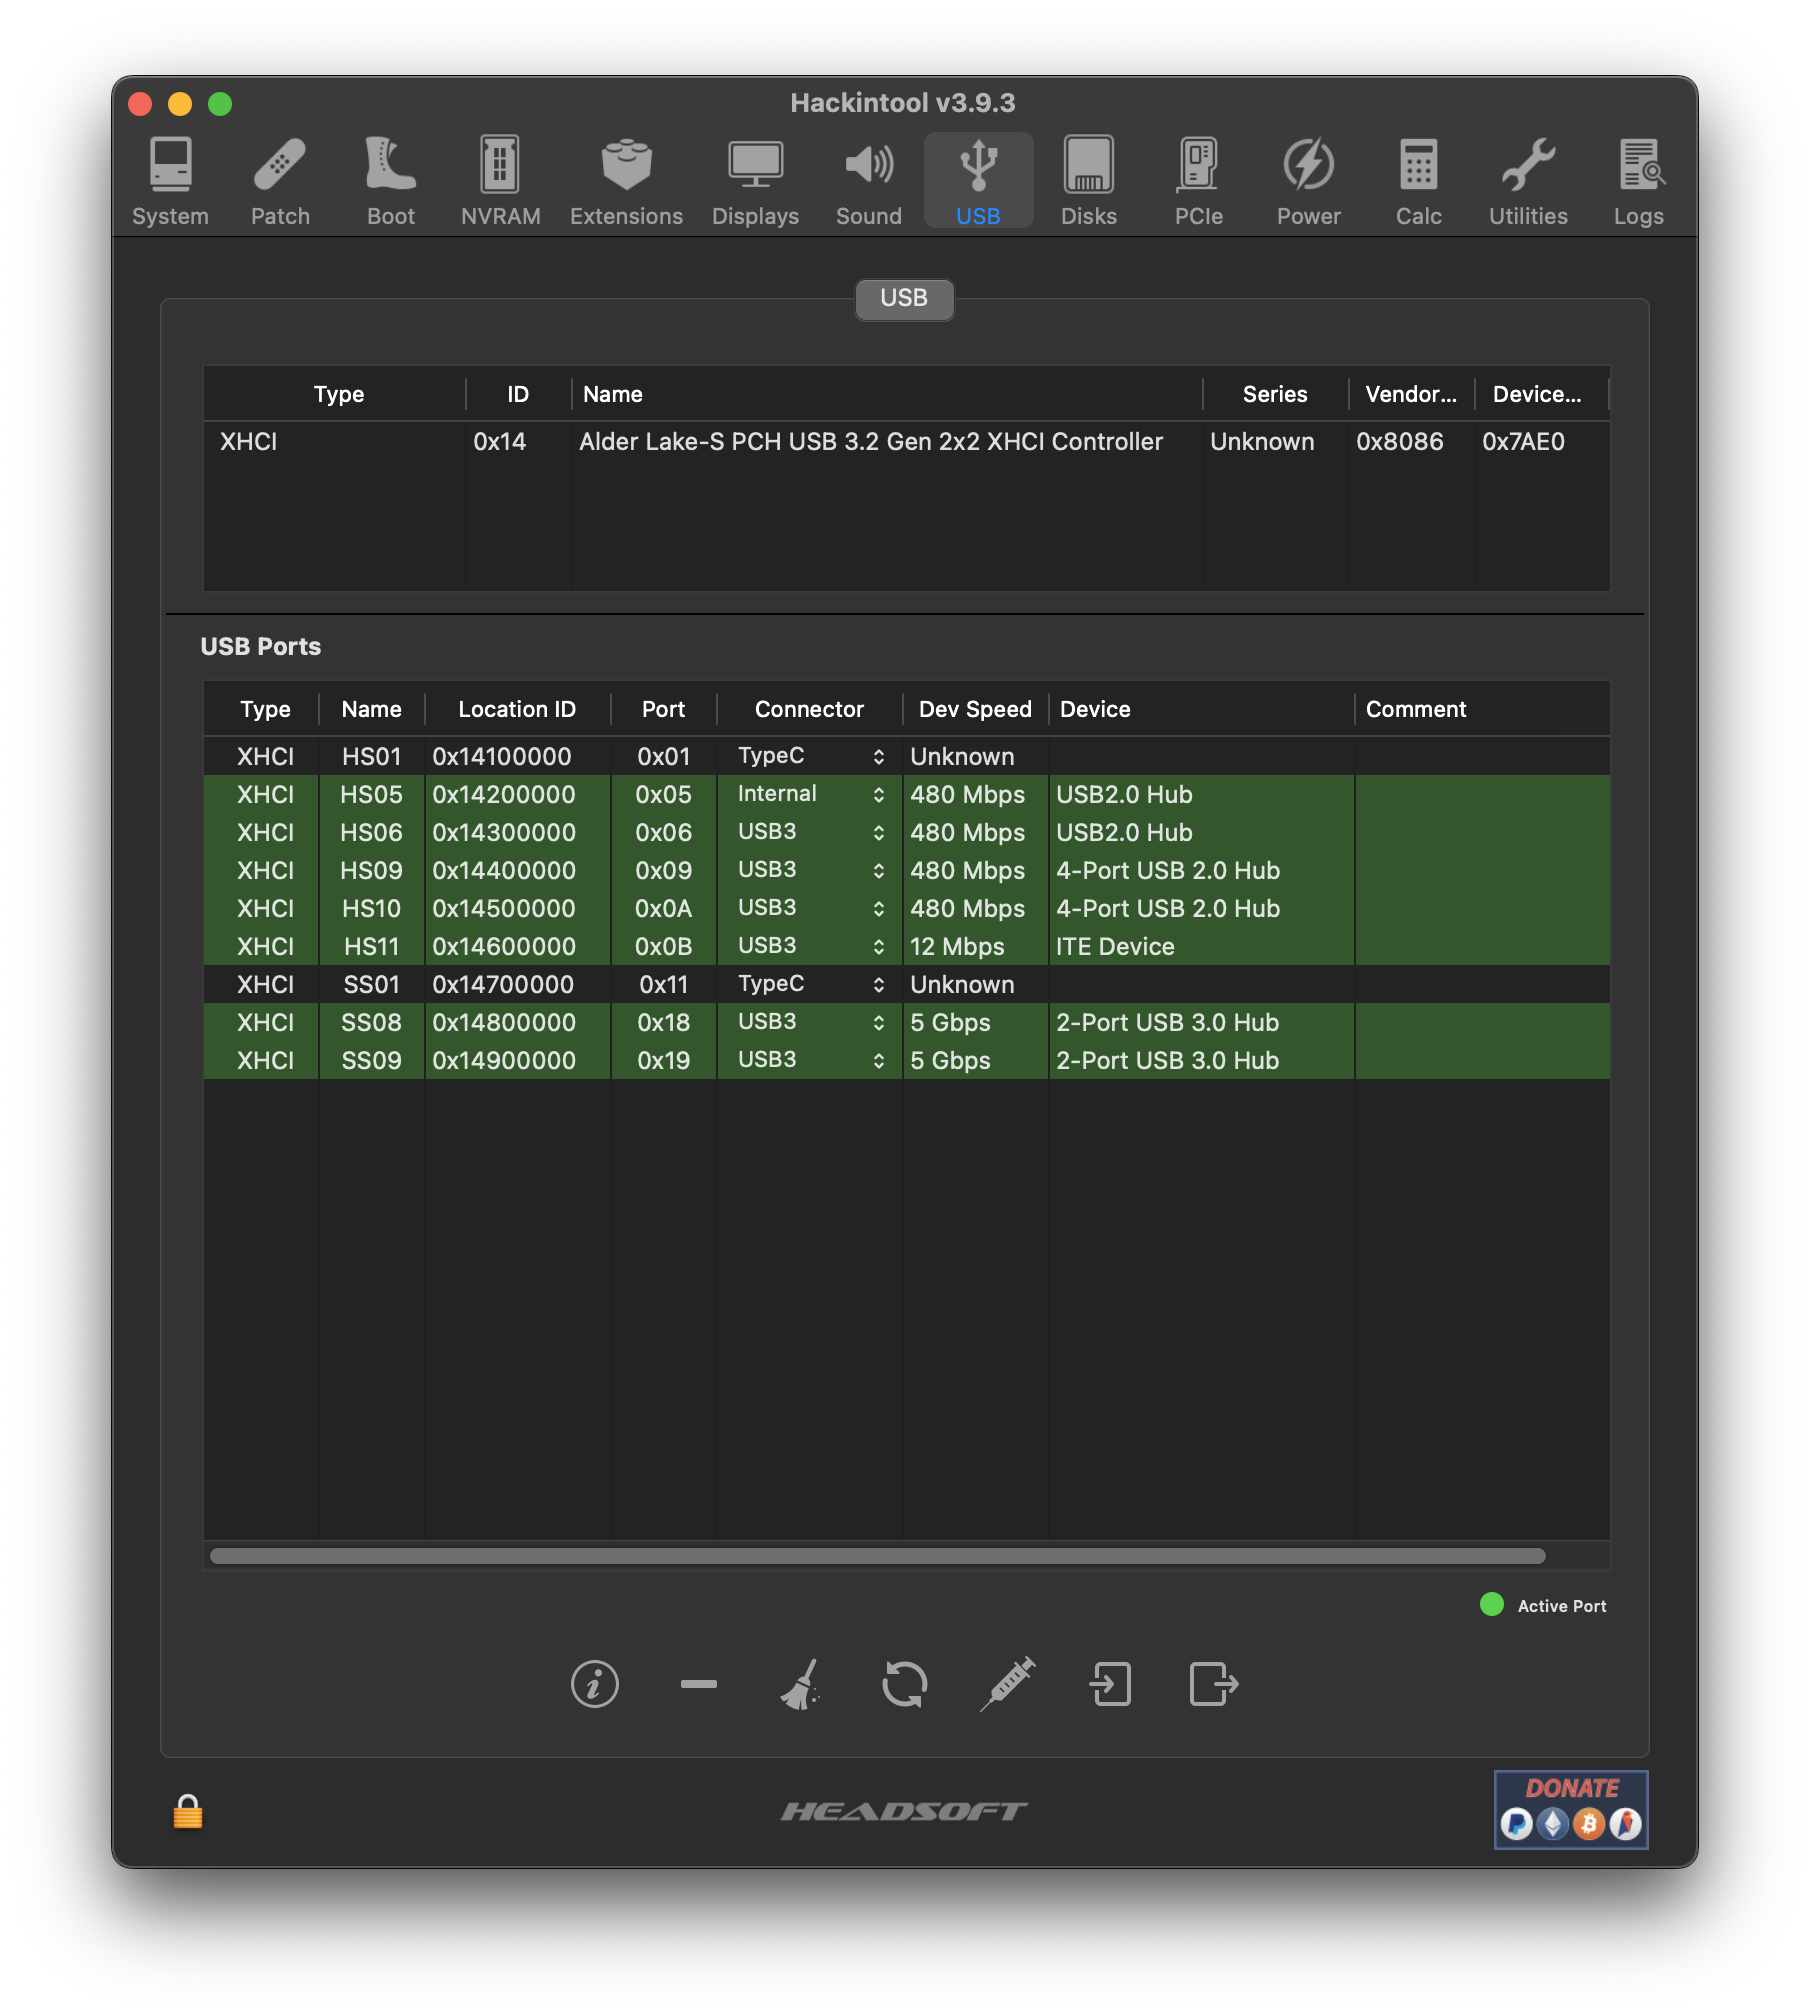 Hackintool v3.9.3
System Patch Boot NVRAM Extensions Displays Sound USB Disks PCIe Power Calc Utilities Logs
USB
Type ID Name Series Vendor... Device...
XHCI 0x14 Alder Lake-S PCH USB 3.2 Gen 2x2 XHCI Controller Unknown 0x8086 0x7AE0
USB Ports
Type Name Location ID Port Connector Dev Speed Device Comment
XHCI HS01 0x14100000 0x01 TypeC Unknown
XHCI HS05 0x14200000 0x05 Internal 480 Mbps USB2.0 Hub
XHCI HS06 0x14300000 0x06 USB3 480 Mbps USB2.0 Hub
XHCI HS09 0x14400000 0x09 USB3 480 Mbps 4-Port USB 2.0 Hub
XHCI HS10 0x14500000 0x0A USB3 480 Mbps 4-Port USB 2.0 Hub
XHCI HS11 0x14600000 0x0B USB3 12 Mbps ITE Device
XHCI SS01 0x14700000 0x11 TypeC Unknown
XHCI SS08 0x14800000 0x18 USB3 5 Gbps 2-Port USB 3.0 Hub
XHCI SS09 0x14900000 0x19 USB3 5 Gbps 2-Port USB 3.0 Hub
Active Port
HEADSOFT
DONATE